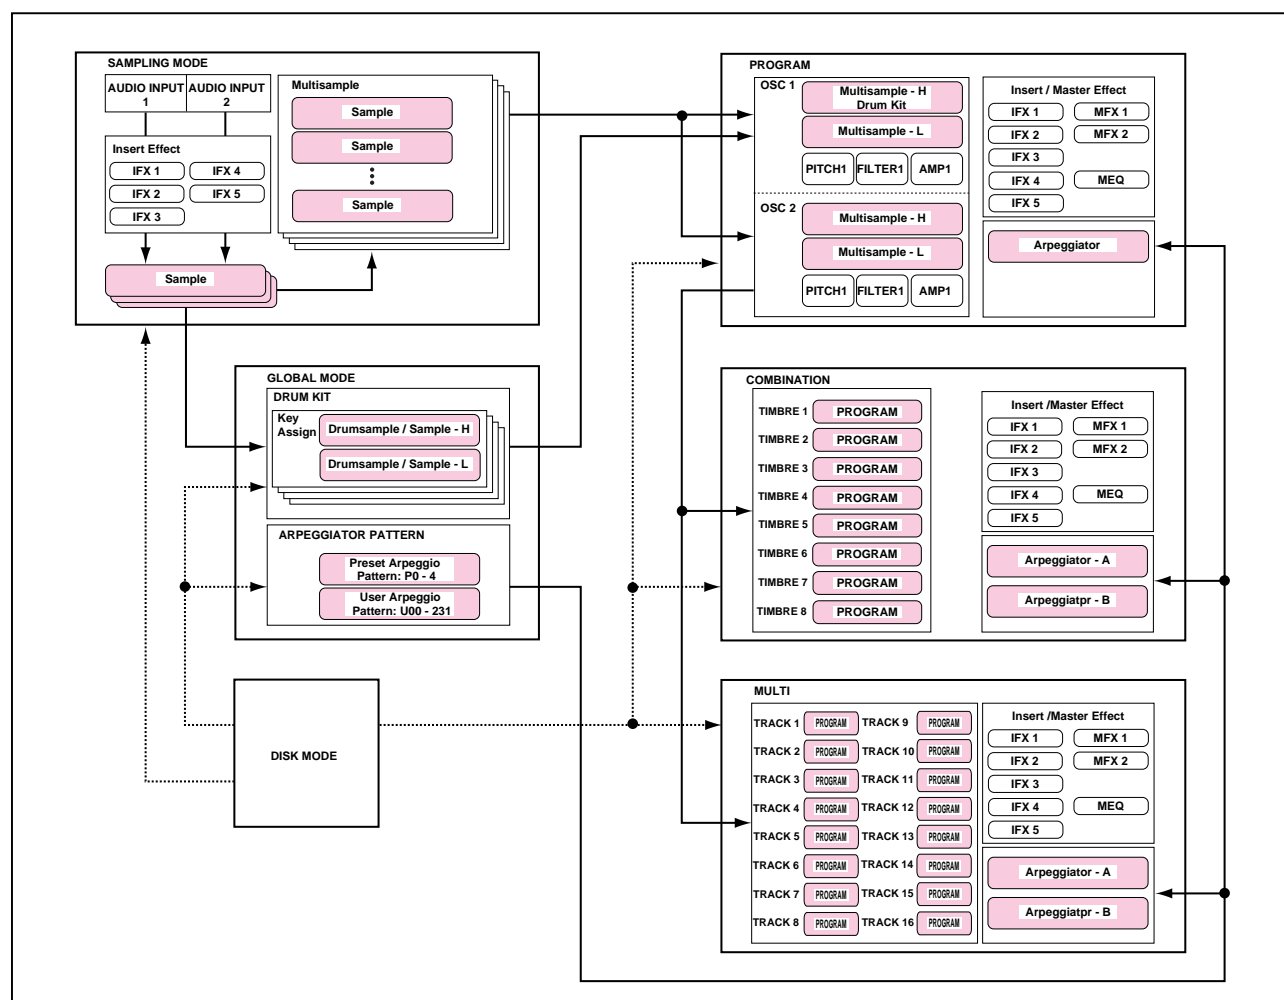 SAMPLING MODE
AUDIO INPUT
1
AUDIO INPUT
2
Insert Effect
IFX 1
IFX 4
IFX 2
IFX 5
IFX 3
Sample
Multisample
Sample
Sample
Sample
GLOBAL MODE
DRUM KIT
Key
Assign
Drumsample / Sample - H
Drumsample / Sample - L
ARPEGGIATOR PATTERN
Preset Arpeggio
Pattern: P0 - 4
User Arpeggio
Pattern: U00 - 231
DISK MODE
PROGRAM
OSC 1
Multisample - H
Drum Kit
Multisample - L
PITCH1
FILTER1
AMP1
OSC 2
Multisample - H
Multisample - L
PITCH1
FILTER1
AMP1
Insert / Master Effect
IFX 1
MFX 1
IFX 2
MFX 2
IFX 3
IFX 4
MEQ
IFX 5
Arpeggiator
COMBINATION
TIMBRE 1 PROGRAM
TIMBRE 2 PROGRAM
TIMBRE 3 PROGRAM
TIMBRE 4 PROGRAM
TIMBRE 5 PROGRAM
TIMBRE 6 PROGRAM
TIMBRE 7 PROGRAM
TIMBRE 8 PROGRAM
Insert /Master Effect
IFX 1
MFX 1
IFX 2
MFX 2
IFX 3
IFX 4
MEQ
IFX 5
Arpeggiator - A
Arpeggiatpr - B
MULTI
TRACK 1 PROGRAM TRACK 9 PROGRAM
TRACK 2 PROGRAM TRACK 10 PROGRAM
TRACK 3 PROGRAM TRACK 11 PROGRAM
TRACK 4 PROGRAM TRACK 12 PROGRAM
TRACK 5 PROGRAM TRACK 13 PROGRAM
TRACK 6 PROGRAM TRACK 14 PROGRAM
TRACK 7 PROGRAM TRACK 15 PROGRAM
TRACK 8 PROGRAM TRACK 16 PROGRAM
Insert /Master Effect
IFX 1
MFX 1
IFX 2
MFX 2
IFX 3
IFX 4
MEQ
IFX 5
Arpeggiator - A
Arpeggiatpr - B